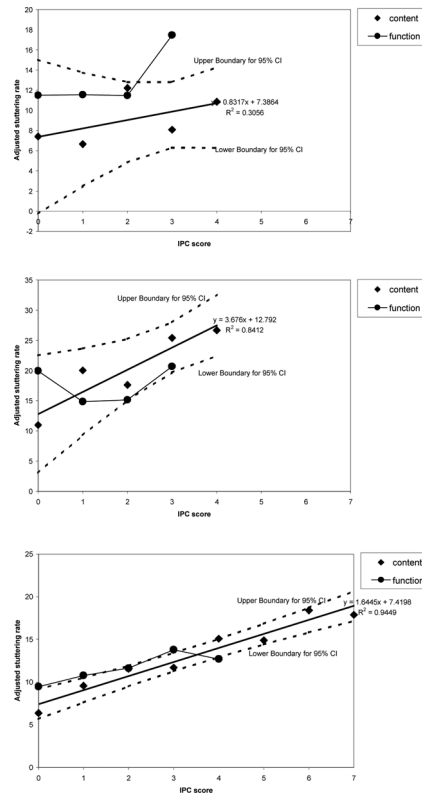 20
18
16
14
12
10
8
6
4
2
0
-2
Adjusted stuttering rate
Upper Boundary for 95% CI
y = 0.8317x + 7.3864
R² = 0.3056
Lower Boundary for 95% CI
0 1 2 3 4 5 6 7
IPC score
content
function
35
30
25
20
15
10
5
0
Adjusted stuttering rate
Upper Boundary for 95% CI
y = 3.676x + 12.792
R² = 0.8412
Lower Boundary for 95% CI
0 1 2 3 4 5 6 7
IPC score
content
function
25
20
15
10
5
0
Adjusted stuttering rate
Upper Boundary for 95% CI
y = 1.6445x + 7.4198
R² = 0.9449
Lower Boundary for 95% CI
0 1 2 3 4 5 6 7
IPC score
content
function